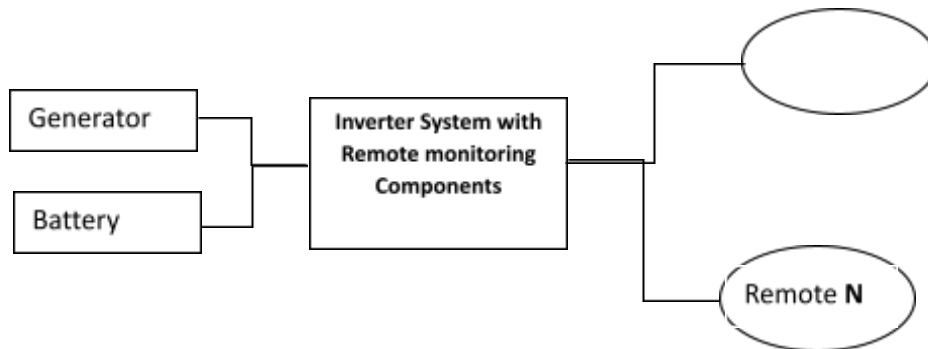 Generator
Battery
Inverter System with
Remote monitoring
Components
Remote N